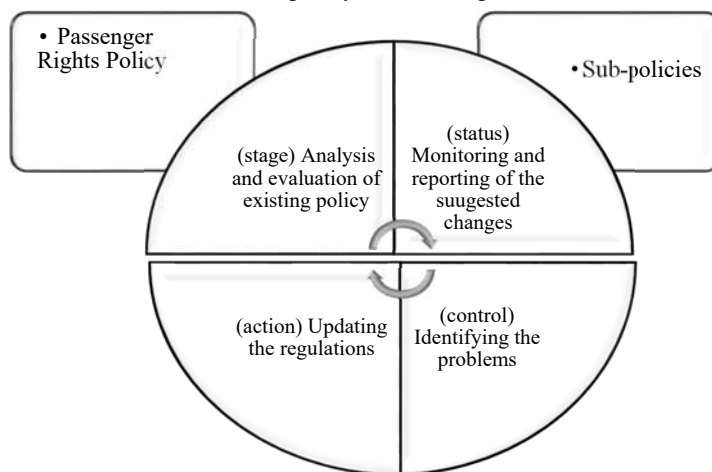 • Passenger
Rights Policy
• Sub-policies
(stage) Analysis
and evaluation of
existing policy
(status)
Monitoring and
reporting of the
suugested
changes
(action) Updating
the regulations
(control)
Identifying the
problems